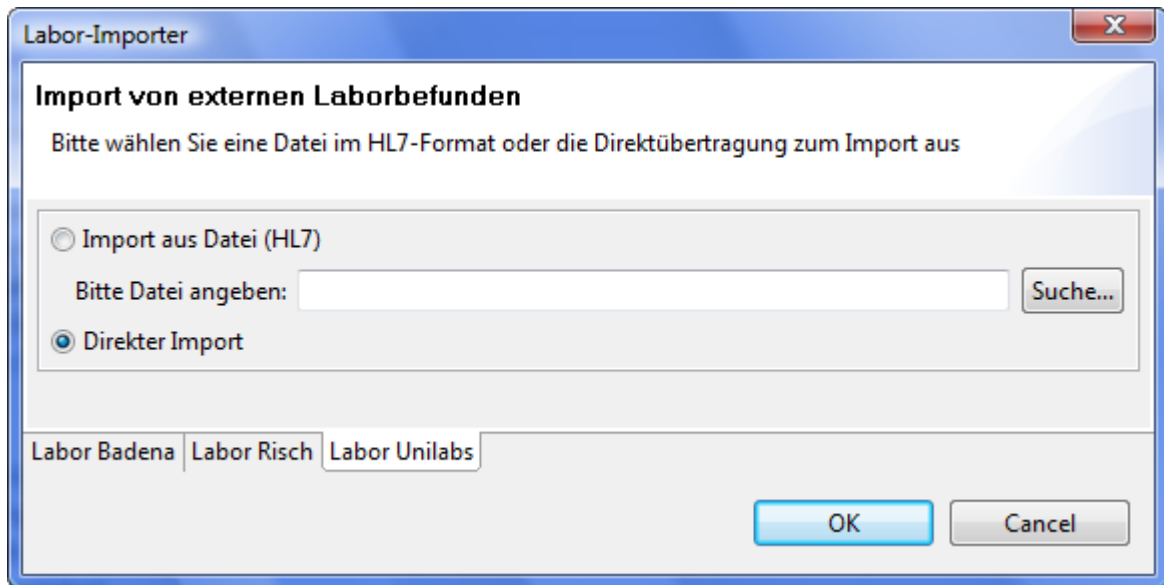 Labor-Importer
Import von externen Laborbefunden
Bitte wählen Sie eine Datei im HL7-Format oder die Direktübertragung zum Import aus
Import aus Datei (HL7)
Bitte Datei angeben: Suche...
Direkter Import
Labor Badena Labor Risch Labor Unilabs
OK Cancel